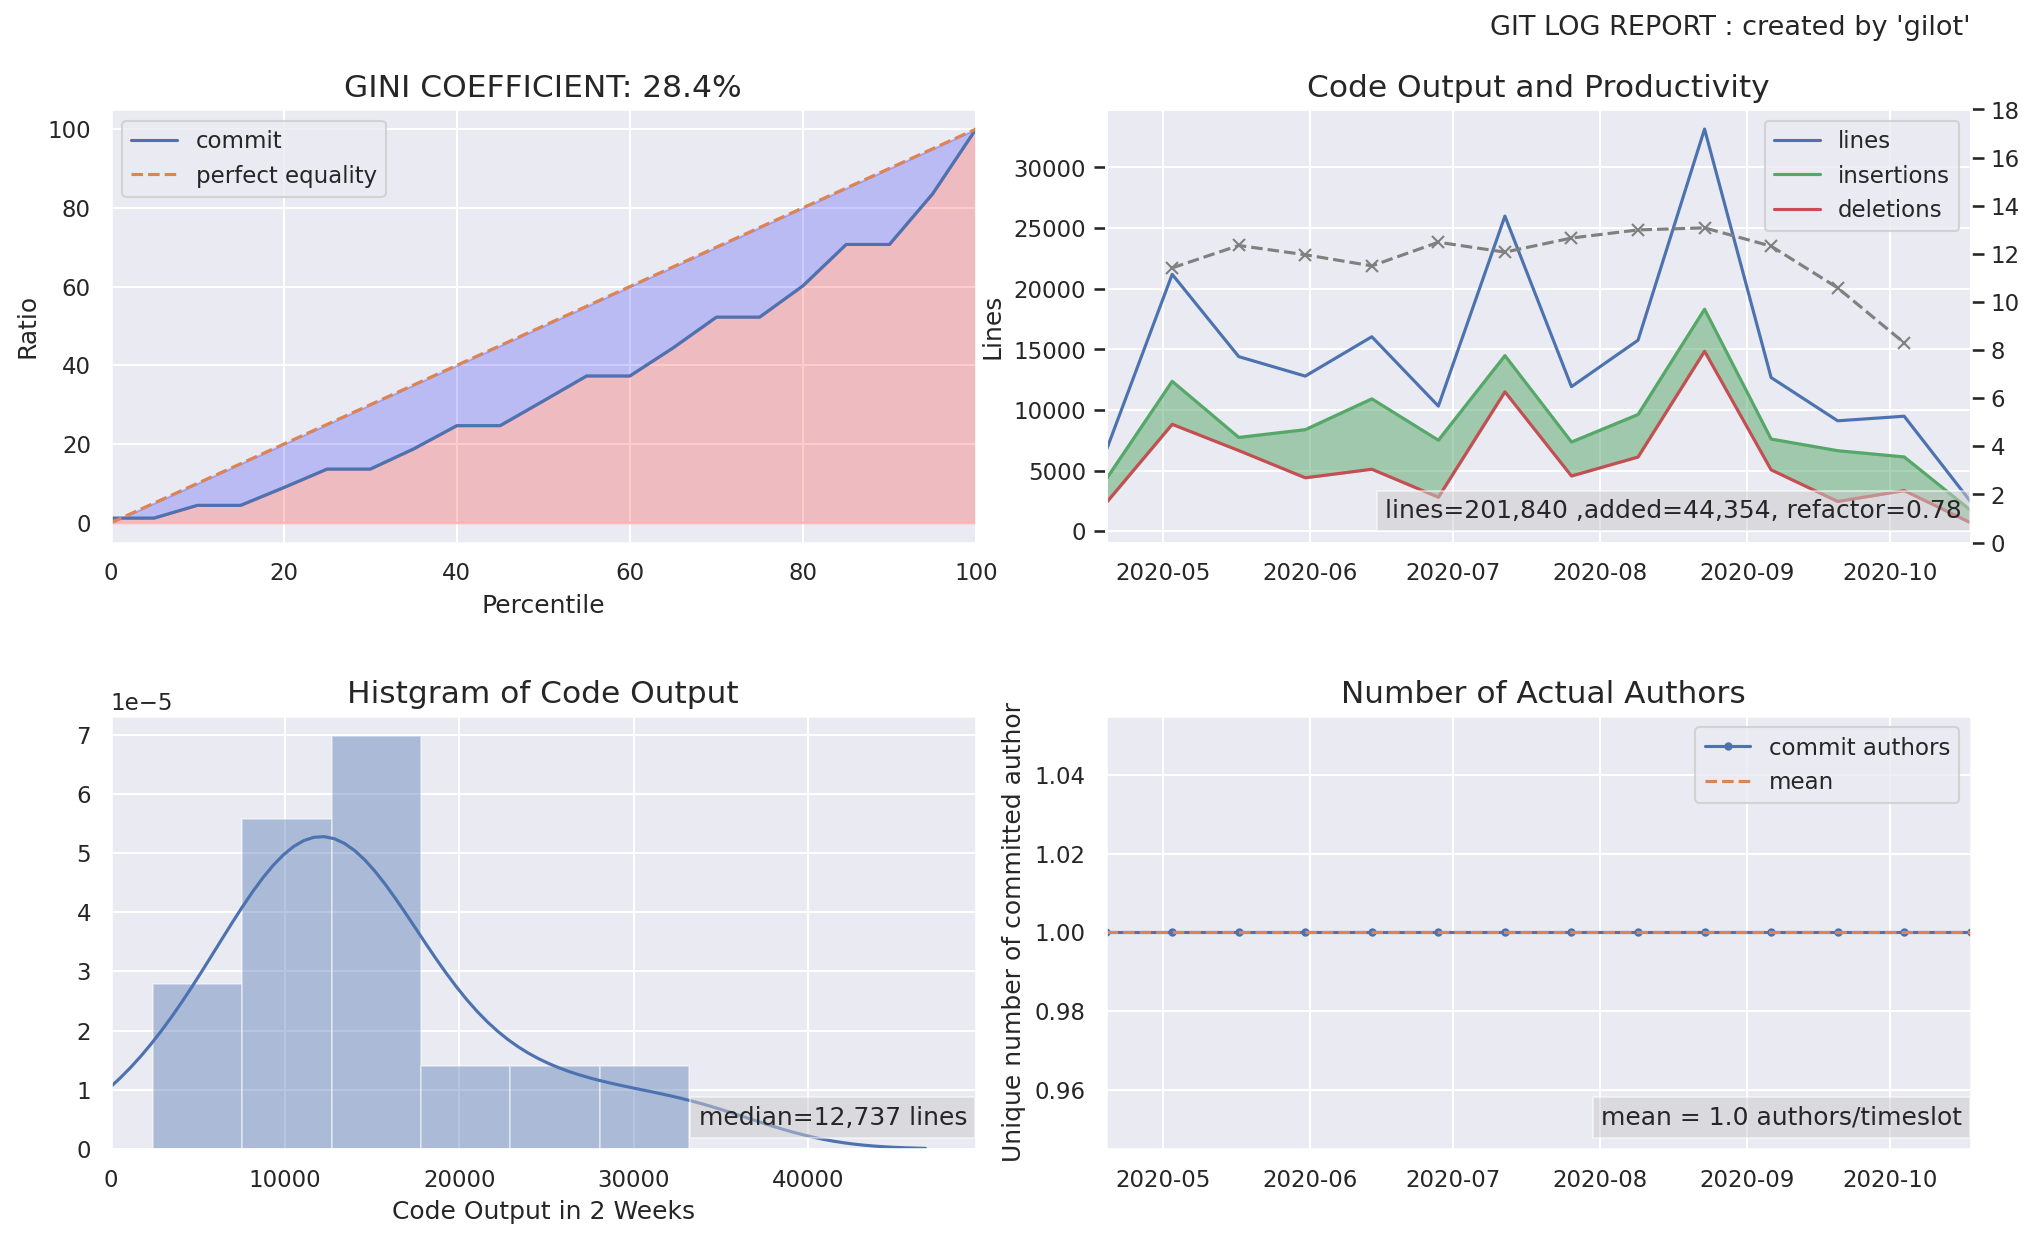 GIT LOG REPORT : created by 'gilot'
GINI COEFFICIENT: 28.4%
commit
perfect equality
100
80
60
40
20
0
Ratio
0 20 40 60 80 100
Percentile
Code Output and Productivity
lines
insertions
deletions
30000
25000
20000
15000
10000
5000
0
Lines
18
16
14
12
10
8
6
4
2
0
lines=201,840 ,added=44,354, refactor=0.78
2020-05 2020-06 2020-07 2020-08 2020-09 2020-10
Histgram of Code Output
1e−5
7
6
5
4
3
2
1
0
median=12,737 lines
0 10000 20000 30000 40000
Code Output in 2 Weeks
Number of Actual Authors
commit authors
mean
1.04
1.02
1.00
0.98
0.96
Unique number of committed author
mean = 1.0 authors/timeslot
2020-05 2020-06 2020-07 2020-08 2020-09 2020-10